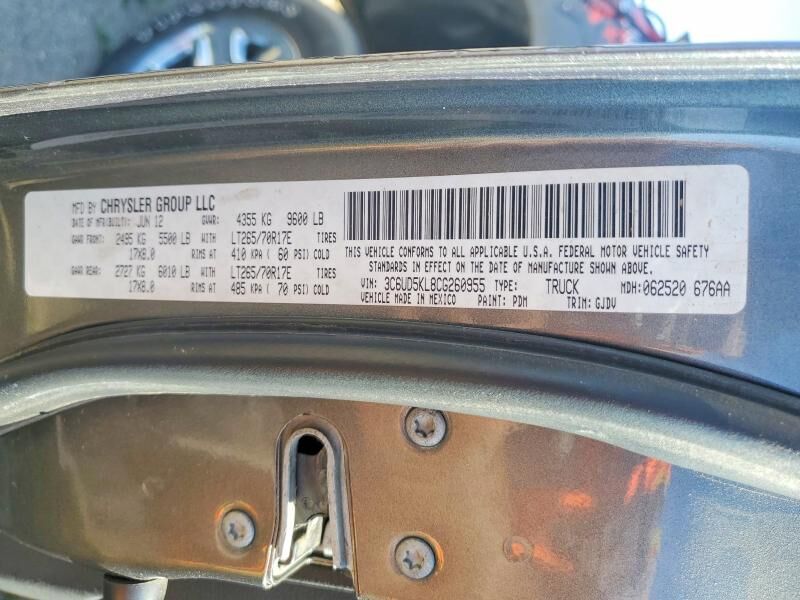 MFD BY CHRYSLER GROUP LLC
DATE OF MFR(BUILT): JUN 12 GVWR: 4355 KG 9600 LB
GAWR FRONT: 2495 KG 5500 LB WITH LT265/70R17E TIRES
17X8.0 RIMS AT 410 KPA ( 60 PSI) COLD
GAWR REAR: 2727 KG 6010 LB WITH LT265/70R17E TIRES
17X8.0 RIMS AT 485 KPA ( 70 PSI) COLD
THIS VEHICLE CONFORMS TO ALL APPLICABLE U.S.A. FEDERAL MOTOR VEHICLE SAFETY
STANDARDS IN EFFECT ON THE DATE OF MANUFACTURE SHOWN ABOVE.
VIN: 3C6UD5KL8CG260955 TYPE: TRUCK MDH: 062520 676AA
VEHICLE MADE IN MEXICO PAINT: PDM TRIM: GJDV